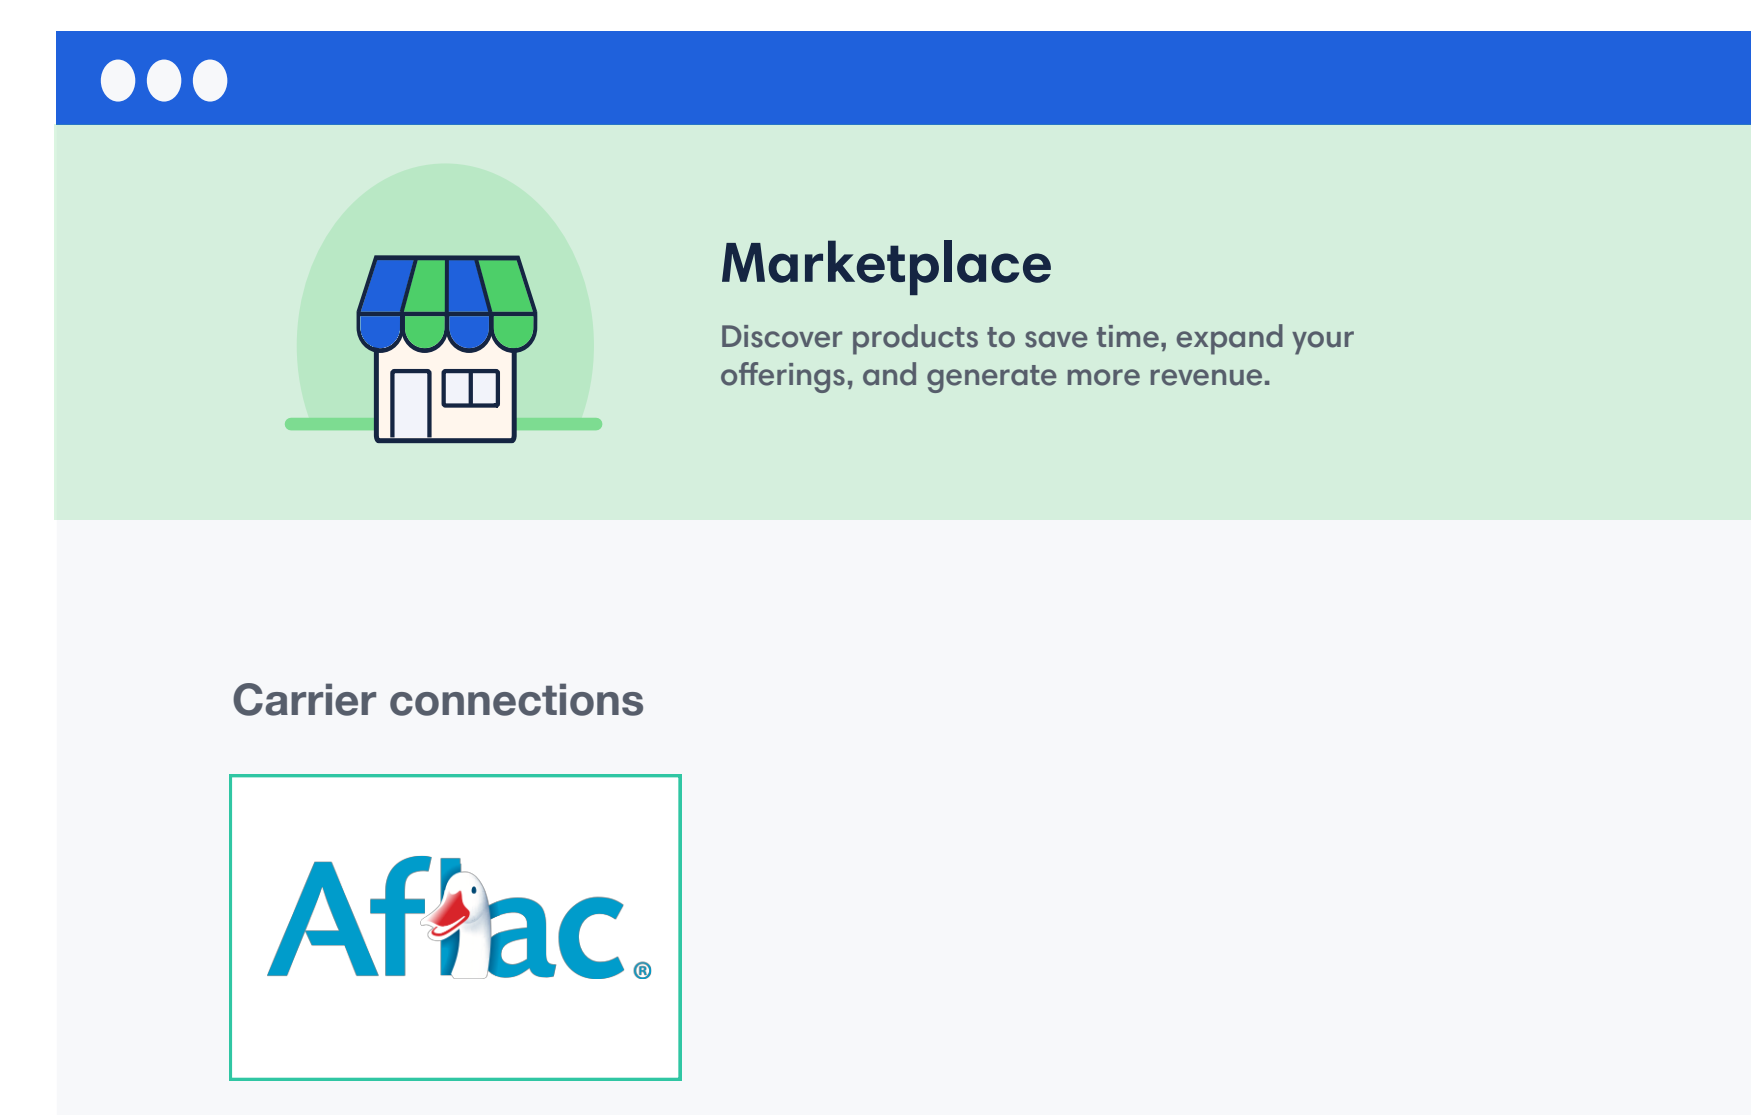 Marketplace
Discover products to save time, expand your
offerings, and generate more revenue.
Carrier connections
Aflac®